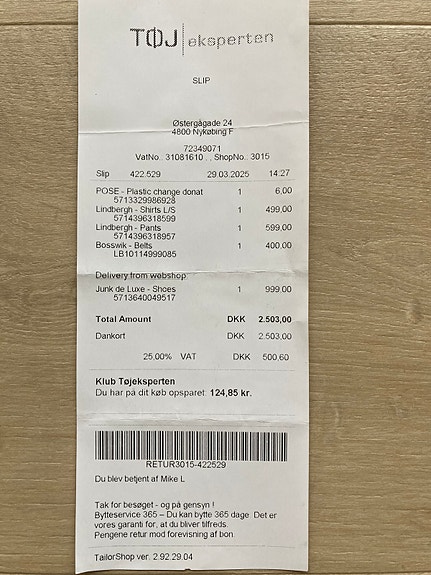 TØJ eksperten
SLIP
Østergågade 24
4800 Nykøbing F
72349071
VatNo.: 31081610 , , ShopNo.: 3015
Slip 422.529 29.03.2025 14:27
POSE - Plastic change donat 1 6,00
5713329986928
Lindbergh - Shirts L/S 1 499,00
5714396318599
Lindbergh - Pants 1 599,00
5714396318957
Bosswik - Belts 1 400,00
LB10114999085
Delivery from webshop:
Junk de Luxe - Shoes 1 999,00
5713640049517
Total Amount DKK 2.503,00
Dankort DKK 2.503,00
25.00% VAT DKK 500.60
Klub Tøjeksperten
Du har på dit køb opsparet: 124,85 kr.
RETUR3015-422529
Du blev betjent af Mike L
Tak for besøget - og på gensyn !
Bytteservice 365 – Du kan bytte 365 dage. Det er
vores garanti for, at du bliver tilfreds.
Pengene retur mod forevisning af bon.
TailorShop ver. 2.92.29.04